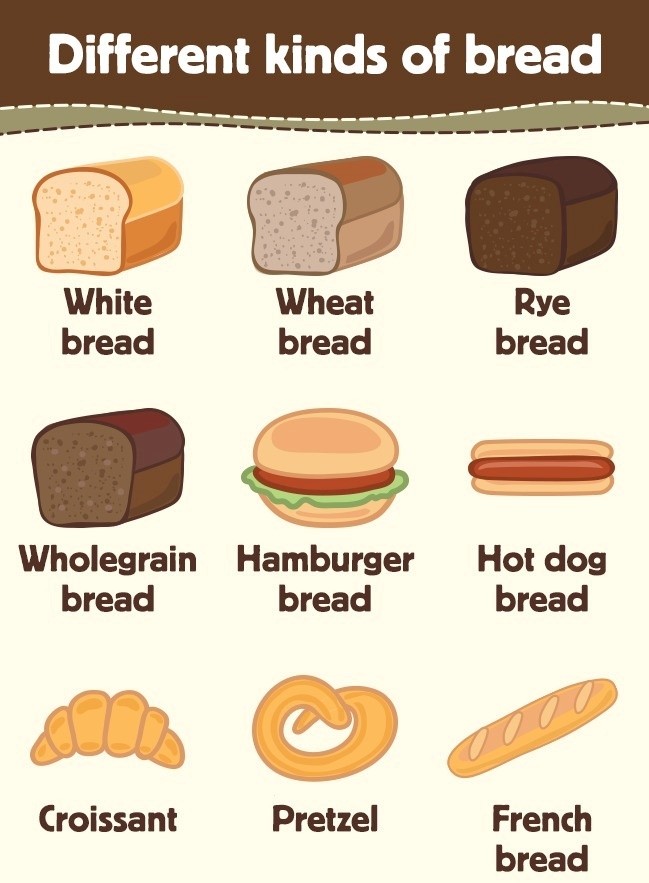 Different kinds of bread
White
bread
Wheat
bread
Rye
bread
Wholegrain
bread
Hamburger
bread
Hot dog
bread
Croissant
Pretzel
French
bread